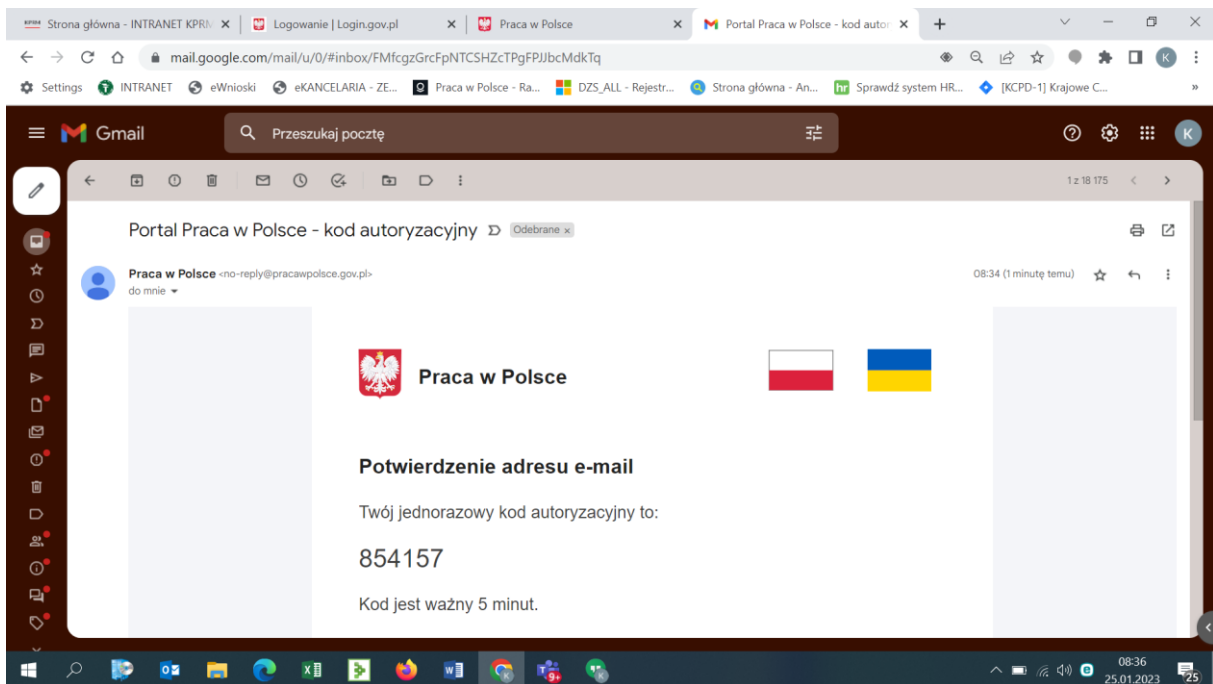 Strona główna - INTRANET KPRM
Logowanie | Login.gov.pl
Praca w Polsce
Portal Praca w Polsce - kod autor
mail.google.com/mail/u/0/#inbox/FMfcgzGrcFpNTCSHZcTPgFPJJbcMdkTq
K
Settings
INTRANET
eWnioski
eKANCELARIA - ZE...
Praca w Polsce - Ra...
DZS_ALL - Rejestr...
Strona główna - An...
hr
Sprawdź system HR...
[KCPD-1] Krajowe C...
»
Gmail
Przeszukaj pocztę
K
1 z 18 175
Portal Praca w Polsce - kod autoryzacyjny
Odebrane x
Praca w Polsce <no-reply@pracawpolsce.gov.pl>
08:34 (1 minutę temu)
do mnie
Praca w Polsce
Potwierdzenie adresu e-mail
Twój jednorazowy kod autoryzacyjny to:
854157
Kod jest ważny 5 minut.
08:36
25.01.2023
25